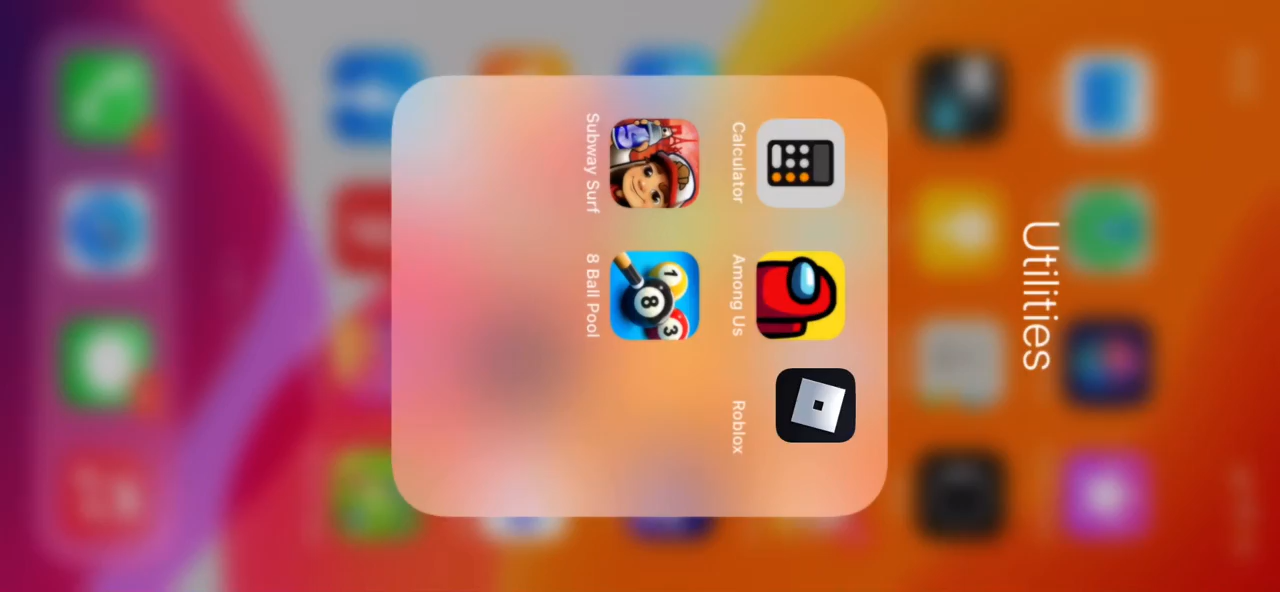 Utilities
Calculator
Among Us
Roblox
Subway Surf
8 Ball Pool